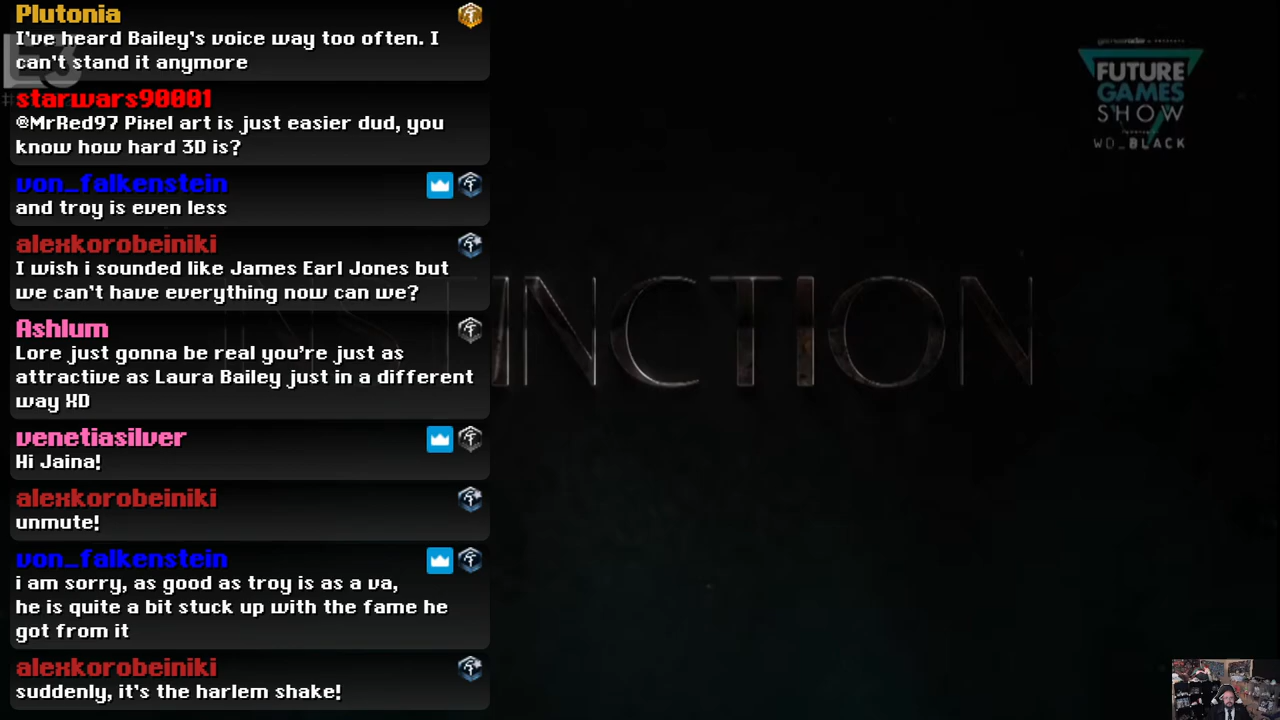 Plutonia
I've heard Bailey's voice way too often. I
can't stand it anymore
starwars90001
@MrRed97 Pixel art is just easier dud, you
know how hard 3D is?
von_falkenstein
and troy is even less
alexkorobeiniki
I wish i sounded like James Earl Jones but
we can't have everything now can we?
Ashlum
Lore just gonna be real you're just as
attractive as Laura Bailey just in a different
way XD
venetiasilver
Hi Jaina!
alexkorobeiniki
unmute!
von_falkenstein
i am sorry, as good as troy is as a va,
he is quite a bit stuck up with the fame he
got from it
alexkorobeiniki
suddenly, it's the harlem shake!
E3
INSTINCTION
FUTURE
GAMES
SHOW
WD_BLACK